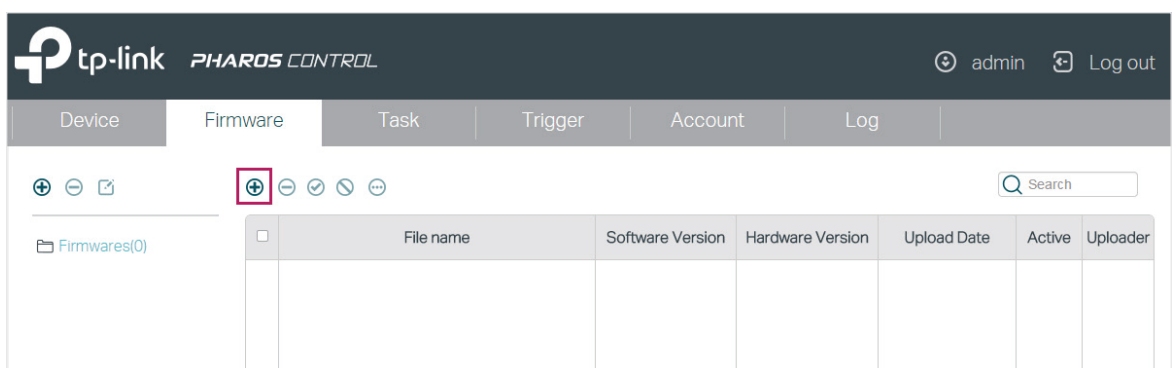 tp-link PHAROS CONTROL admin Log out
Device Firmware Task Trigger Account Log
Search
Firmwares(0)
File name Software Version Hardware Version Upload Date Active Uploader